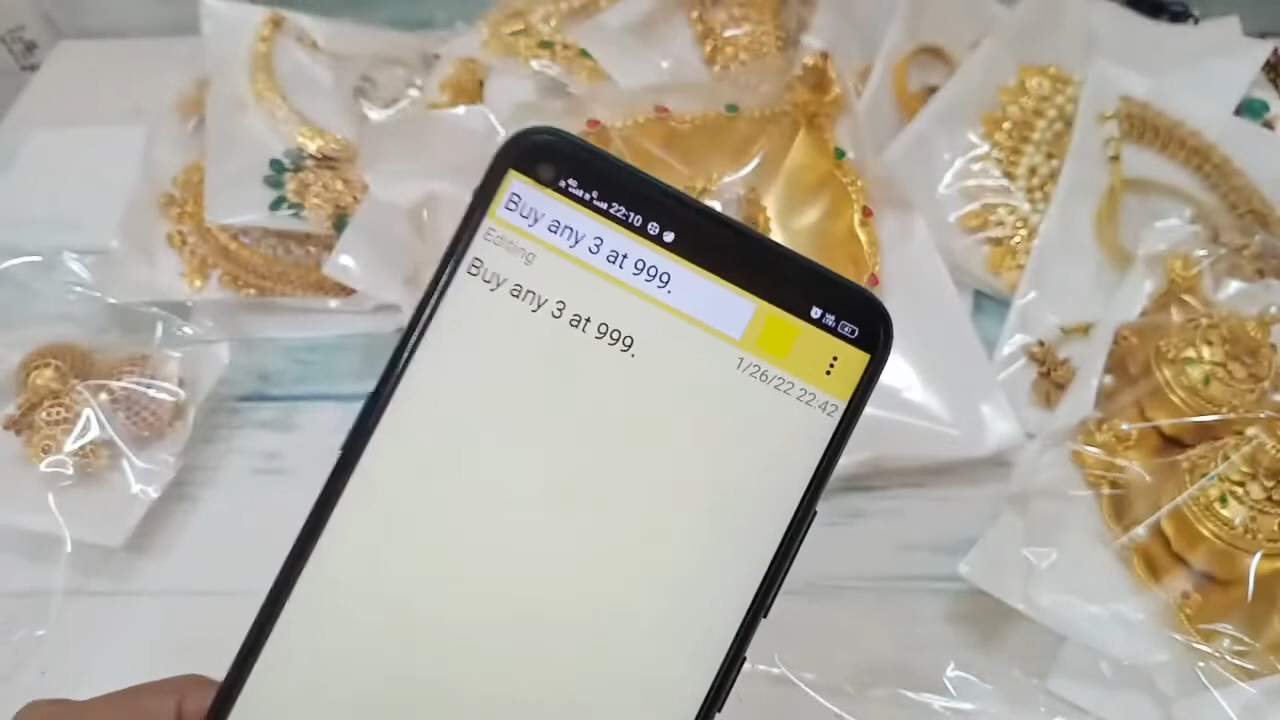 22:10
Buy any 3 at 999.
Editing
Buy any 3 at 999.
1/26/22 22:42